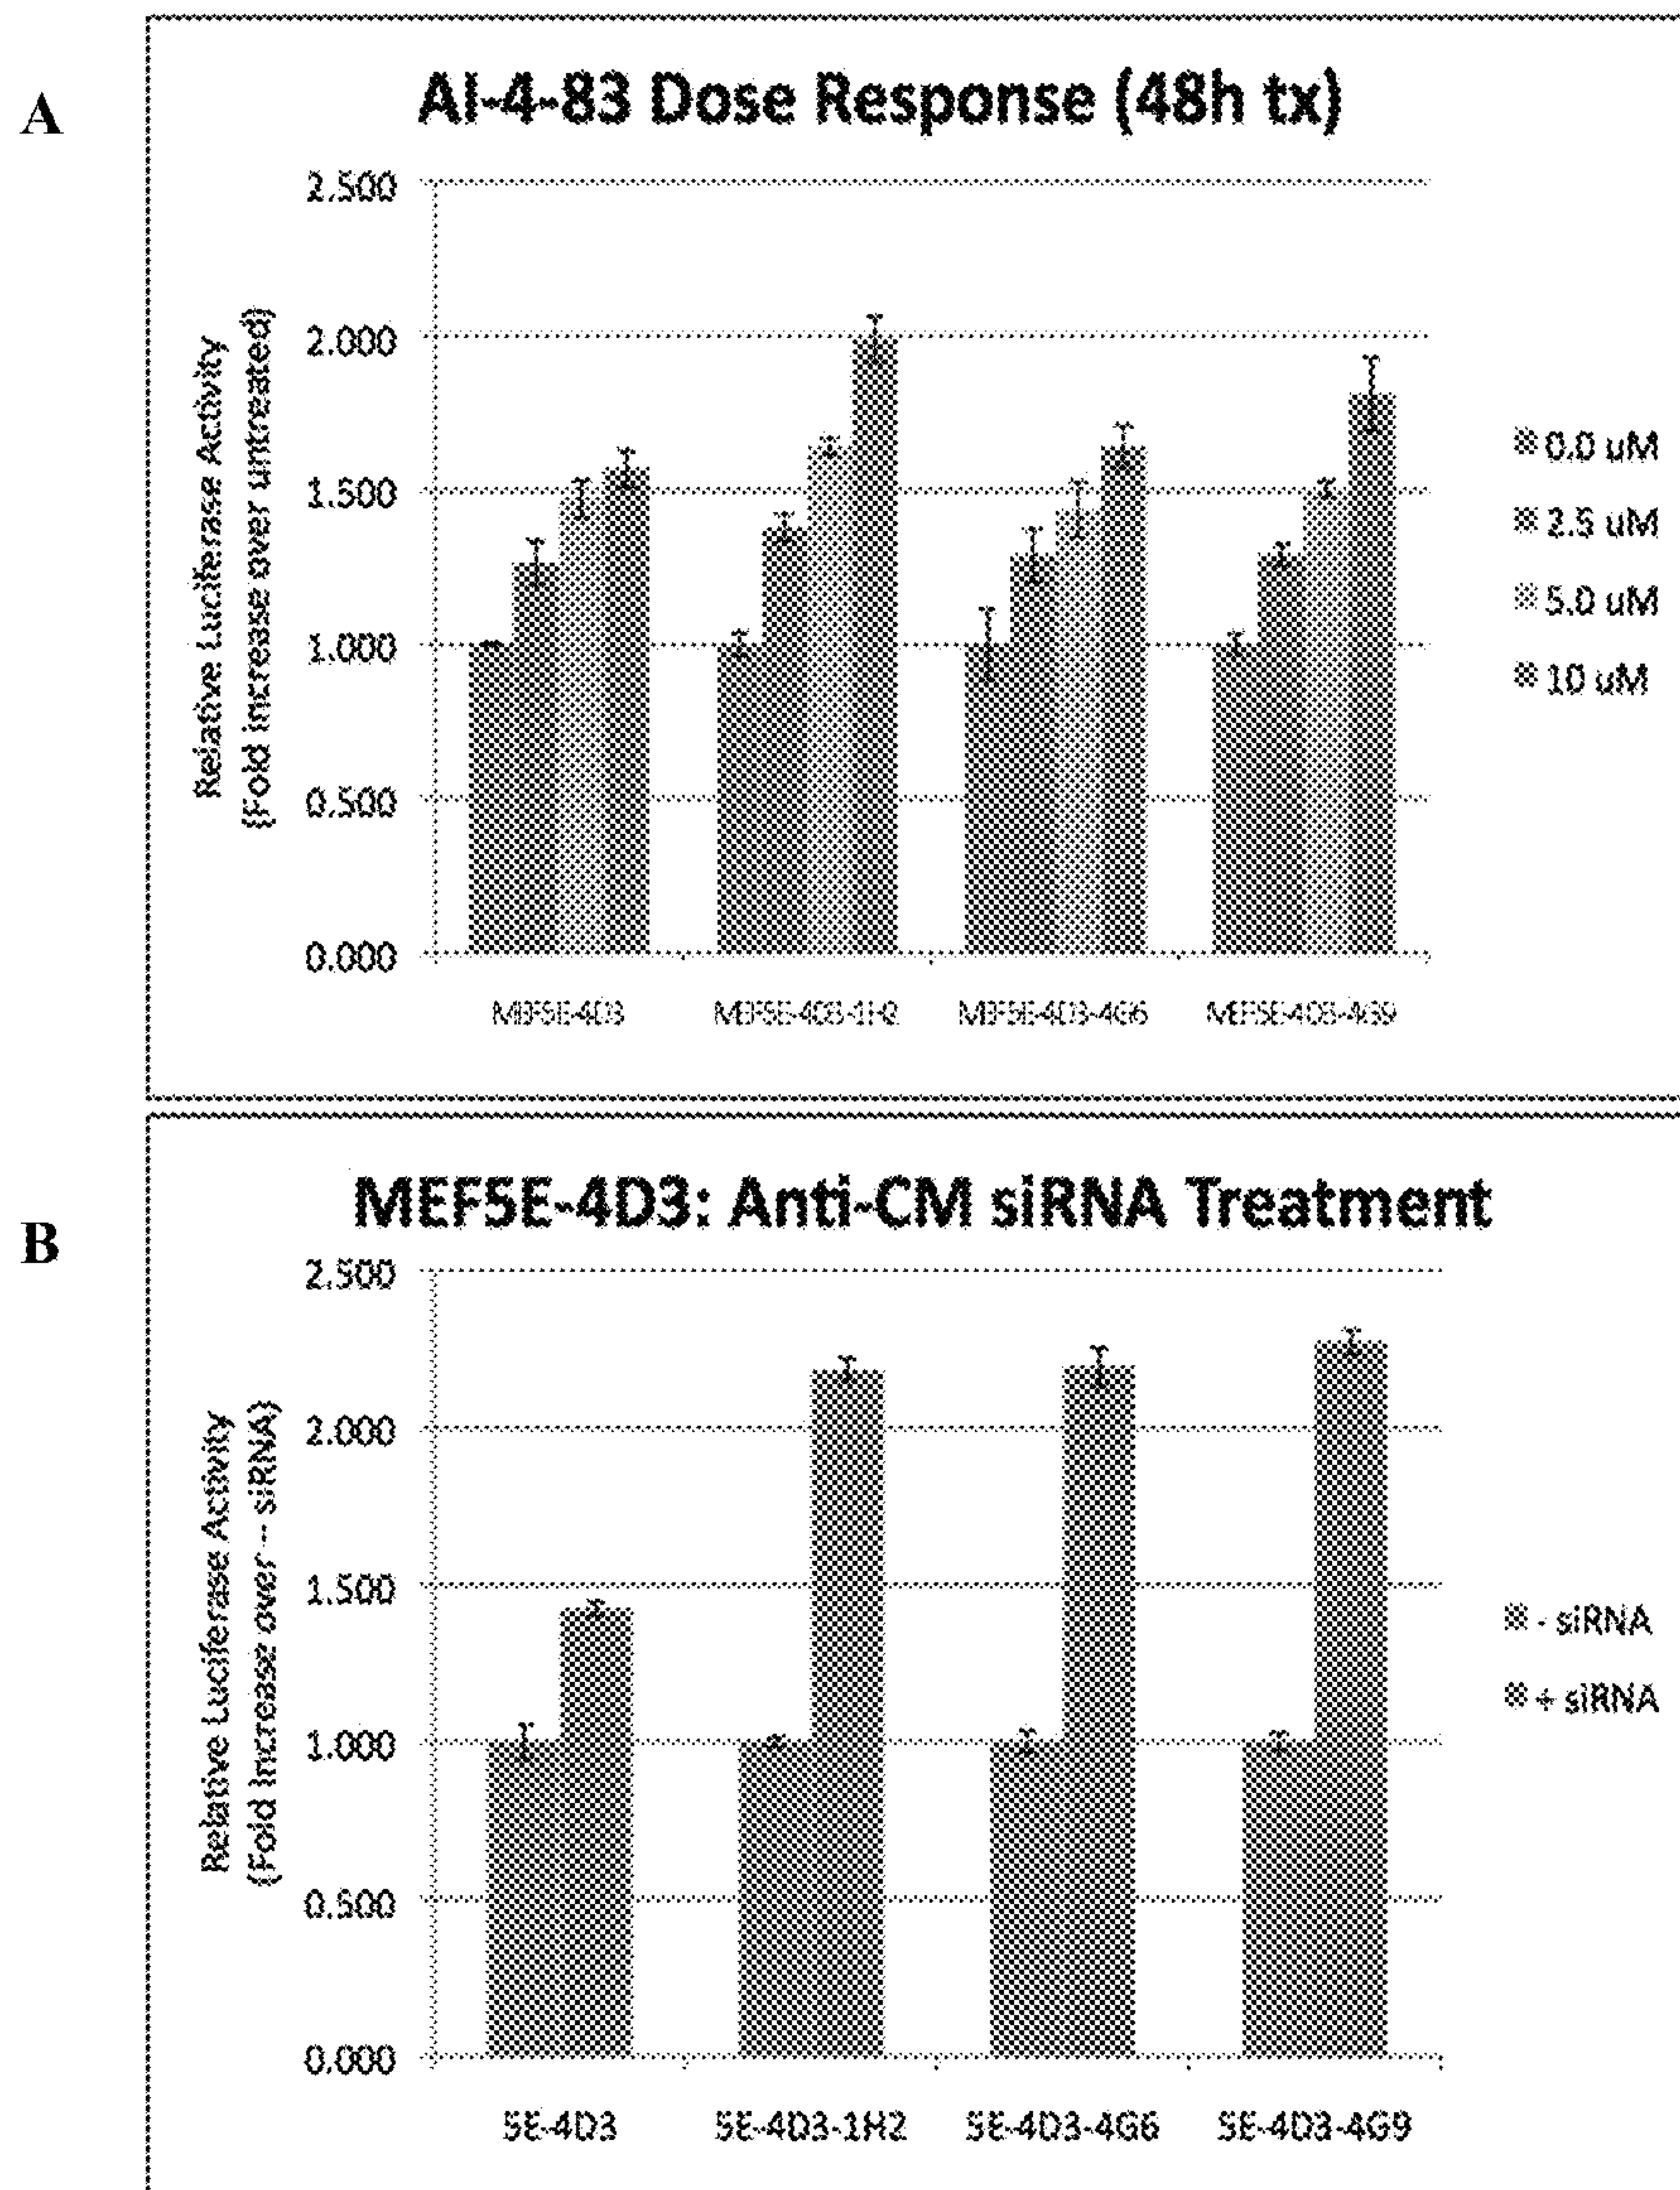 A
AI-4-83 Dose Response (48h tx)
2.500
2.000
1.500
1.000
0.500
0.000
Relative Luciferase Activity
(Fold increase over untreated)
0.0 uM
2.5 uM
5.0 uM
10 uM
MEF5E-4D3
MEF5E-4D3-1H2
MEF5E-4D3-4G6
MEF5E-4D3-4G9
B
MEF5E-4D3: Anti-CM siRNA Treatment
2.500
2.000
1.500
1.000
0.500
0.000
Relative Luciferase Activity
(Fold Increase over -- siRNA)
- siRNA
+ siRNA
5E-4D3
5E-4D3-1H2
5E-4D3-4G6
5E-4D3-4G9